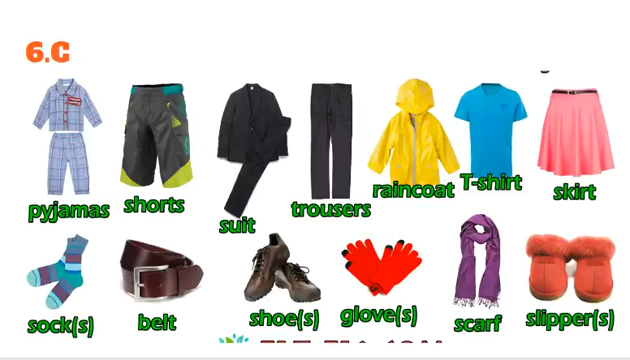 6.C
pyjamas shorts suit trousers raincoat T-shirt skirt
sock(s) belt shoe(s) glove(s) scarf slipper(s)